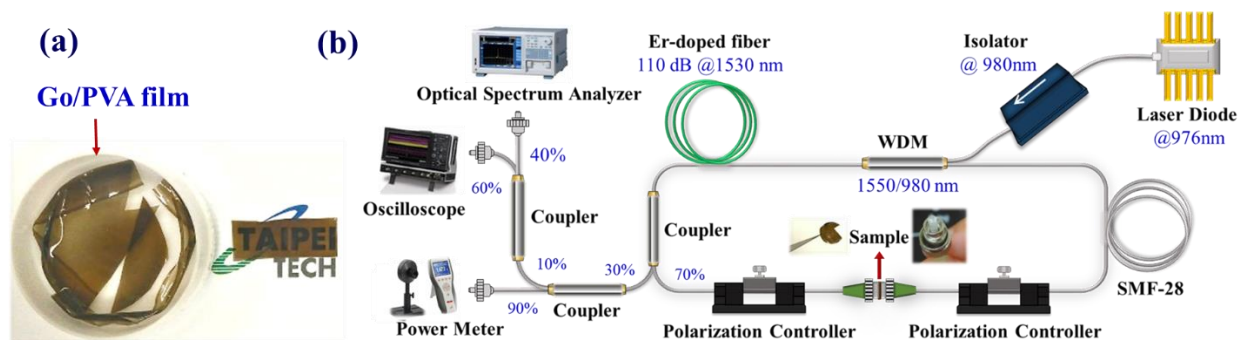 (a)
Go/PVA film
TAIPEI
TECH
(b)
Optical Spectrum Analyzer
Er-doped fiber
110 dB @1530 nm
Isolator
@ 980nm
Laser Diode
@976nm
WDM
1550/980 nm
Oscilloscope
40%
60%
Coupler
Coupler
Sample
10%
30%
70%
SMF-28
90%
Power Meter
Coupler
Polarization Controller
Polarization Controller